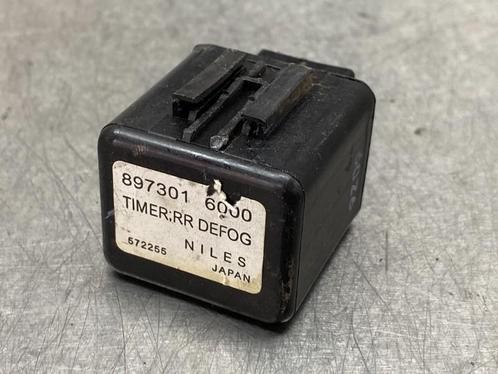 897301 6000
TIMER;RR DEFOG
572255 NILES
JAPAN